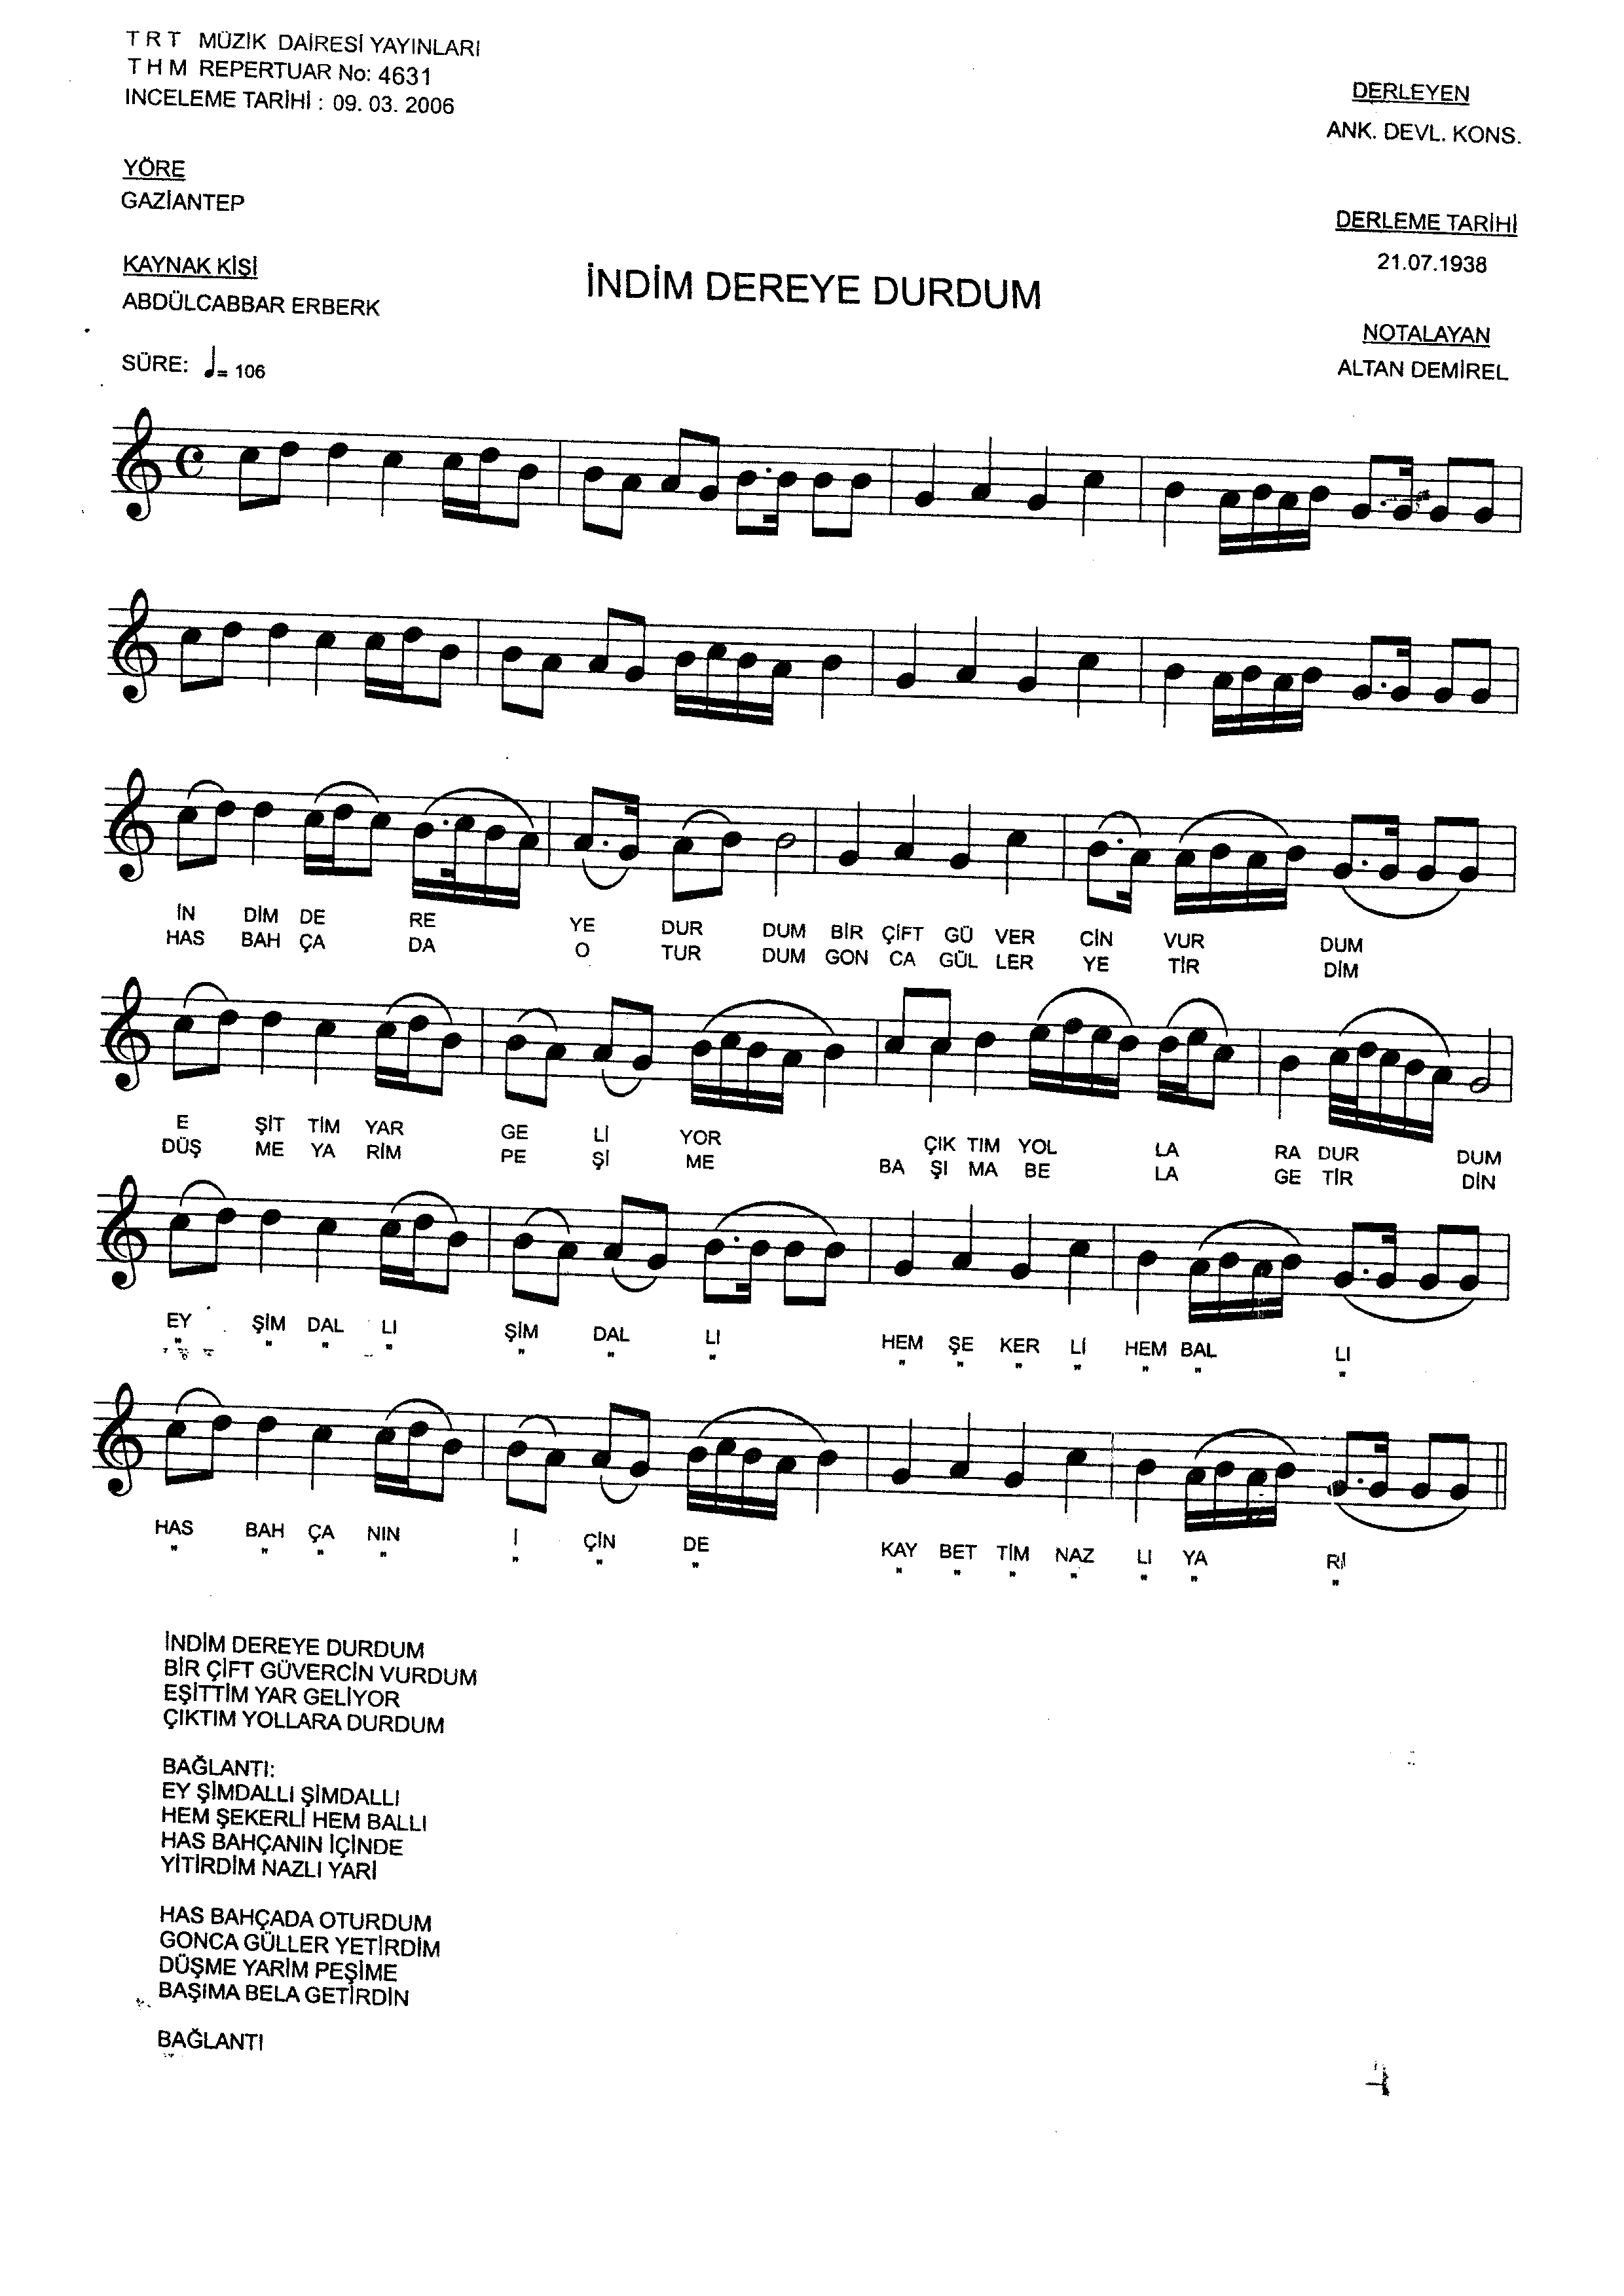 T R T MÜZİK DAİRESİ YAYINLARI
T H M REPERTUAR No: 4631
INCELEME TARİHİ : 09. 03. 2006
DERLEYEN
ANK. DEVL. KONS.
YÖRE
GAZİANTEP
DERLEME TARİHİ
21.07.1938
KAYNAK KİŞİ
ABDÜLCABBAR ERBERK
İNDİM DEREYE DURDUM
NOTALAYAN
ALTAN DEMİREL
SÜRE: ♩= 106
İN DİM DE RE YE DUR DUM BİR ÇİFT GÜ VER CİN VUR DUM
HAS BAH ÇA DA O TUR DUM GON CA GÜL LER YE TİR DİM
E ŞİT TİM YAR GE Lİ YOR ÇIK TIM YOL LA RA DUR DUM
DÜŞ ME YA RİM PE Şİ ME BA ŞI MA BE LA GE TİR DİN
EY ŞİM DAL LI ŞİM DAL LI HEM ŞE KER Lİ HEM BAL LI
" " " " " " " " " " " " " "
HAS BAH ÇA NIN İ ÇİN DE KAY BET TİM NAZ LI YA Rİ
" " " " " " " " " " " " " "
İNDİM DEREYE DURDUM
BİR ÇİFT GÜVERCİN VURDUM
EŞİTTİM YAR GELİYOR
ÇIKTIM YOLLARA DURDUM
BAĞLANTI:
EY ŞİMDALLI ŞİMDALLI
HEM ŞEKERLİ HEM BALLI
HAS BAHÇANIN İÇİNDE
YİTİRDİM NAZLI YARİ
HAS BAHÇADA OTURDUM
GONCA GÜLLER YETİRDİM
DÜŞME YARİM PEŞİME
BAŞIMA BELA GETİRDİN
BAĞLANTI